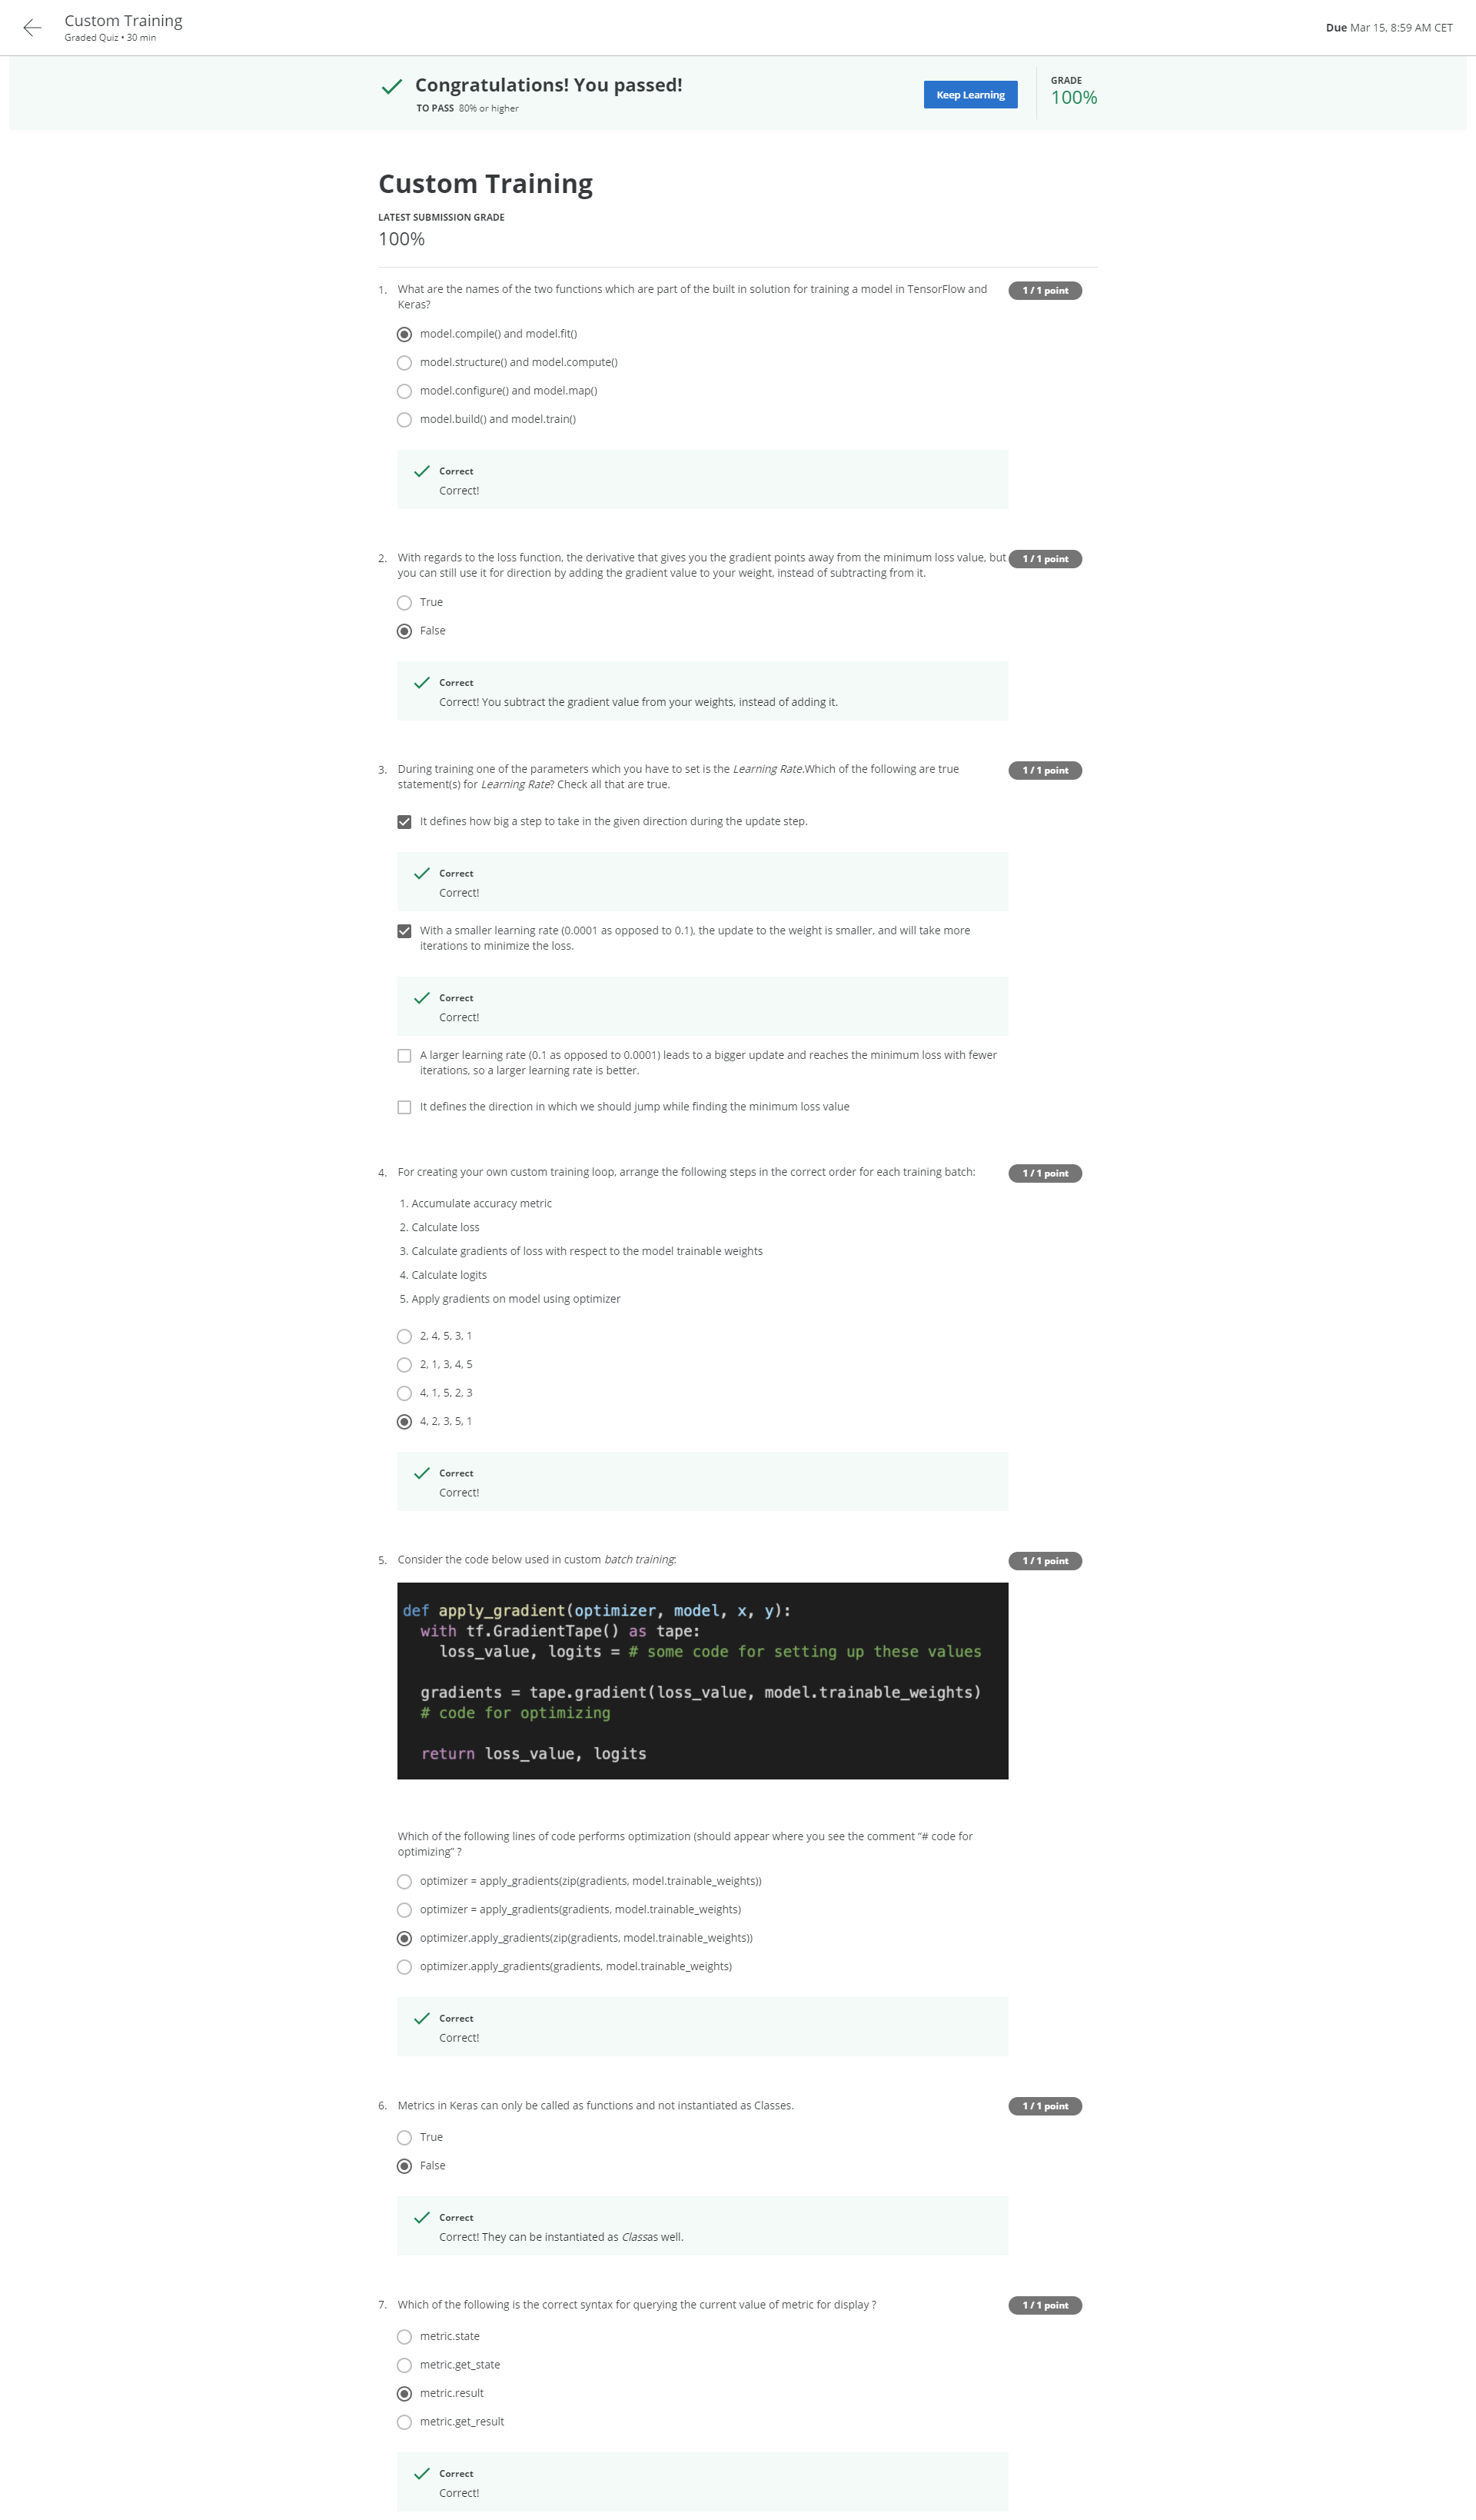 Custom Training
Graded Quiz • 30 min
Due Mar 15, 8:59 AM CET
Congratulations! You passed!
TO PASS 80% or higher
Keep Learning
GRADE
100%
Custom Training
LATEST SUBMISSION GRADE
100%
1. What are the names of the two functions which are part of the built in solution for training a model in TensorFlow and
Keras?
1 / 1 point
model.compile() and model.fit()
model.structure() and model.compute()
model.configure() and model.map()
model.build() and model.train()
Correct
Correct!
2. With regards to the loss function, the derivative that gives you the gradient points away from the minimum loss value, but
you can still use it for direction by adding the gradient value to your weight, instead of subtracting from it.
1 / 1 point
True
False
Correct
Correct! You subtract the gradient value from your weights, instead of adding it.
3. During training one of the parameters which you have to set is the Learning Rate.Which of the following are true
statement(s) for Learning Rate? Check all that are true.
1 / 1 point
It defines how big a step to take in the given direction during the update step.
Correct
Correct!
With a smaller learning rate (0.0001 as opposed to 0.1), the update to the weight is smaller, and will take more
iterations to minimize the loss.
Correct
Correct!
A larger learning rate (0.1 as opposed to 0.0001) leads to a bigger update and reaches the minimum loss with fewer
iterations, so a larger learning rate is better.
It defines the direction in which we should jump while finding the minimum loss value
4. For creating your own custom training loop, arrange the following steps in the correct order for each training batch:
1 / 1 point
1. Accumulate accuracy metric
2. Calculate loss
3. Calculate gradients of loss with respect to the model trainable weights
4. Calculate logits
5. Apply gradients on model using optimizer
2, 4, 5, 3, 1
2, 1, 3, 4, 5
4, 1, 5, 2, 3
4, 2, 3, 5, 1
Correct
Correct!
5. Consider the code below used in custom batch training:
1 / 1 point
def apply_gradient(optimizer, model, x, y):
with tf.GradientTape() as tape:
loss_value, logits = # some code for setting up these values
gradients = tape.gradient(loss_value, model.trainable_weights)
# code for optimizing
return loss_value, logits
Which of the following lines of code performs optimization (should appear where you see the comment “# code for
optimizing” ?
optimizer = apply_gradients(zip(gradients, model.trainable_weights))
optimizer = apply_gradients(gradients, model.trainable_weights)
optimizer.apply_gradients(zip(gradients, model.trainable_weights))
optimizer.apply_gradients(gradients, model.trainable_weights)
Correct
Correct!
6. Metrics in Keras can only be called as functions and not instantiated as Classes.
1 / 1 point
True
False
Correct
Correct! They can be instantiated as Classas well.
7. Which of the following is the correct syntax for querying the current value of metric for display ?
1 / 1 point
metric.state
metric.get_state
metric.result
metric.get_result
Correct
Correct!